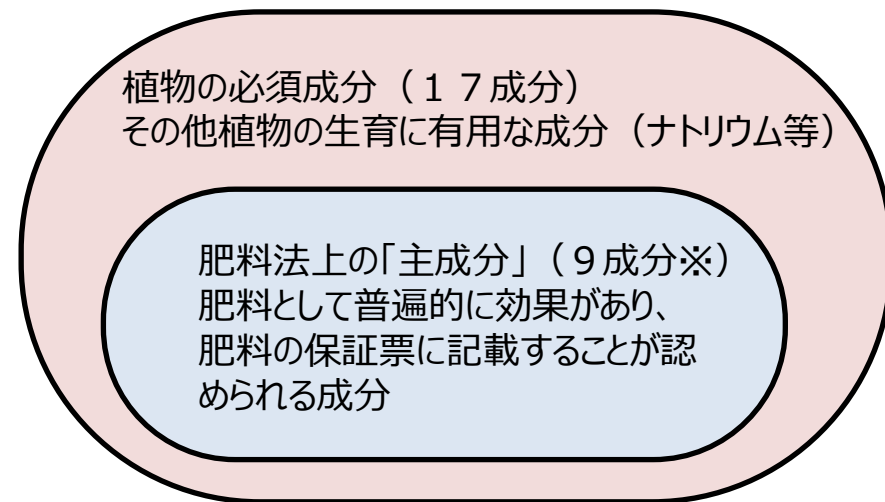 植物の必須成分（１７成分）
その他植物の生育に有用な成分（ナトリウム等）
肥料法上の「主成分」（９成分※）
肥料として普遍的に効果があり、
肥料の保証票に記載することが認
められる成分